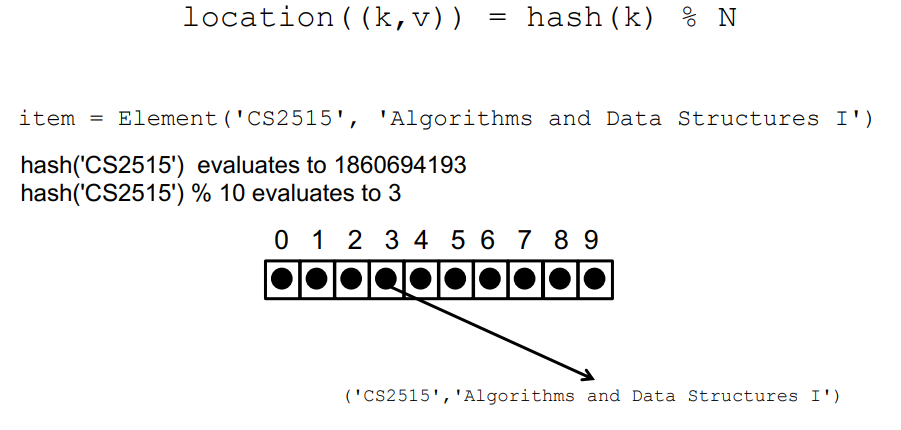 location((k,v)) = hash(k) % N
item = Element('CS2515', 'Algorithms and Data Structures I')
hash('CS2515') evaluates to 1860694193
hash('CS2515') % 10 evaluates to 3
0 1 2 3 4 5 6 7 8 9
('CS2515','Algorithms and Data Structures I')